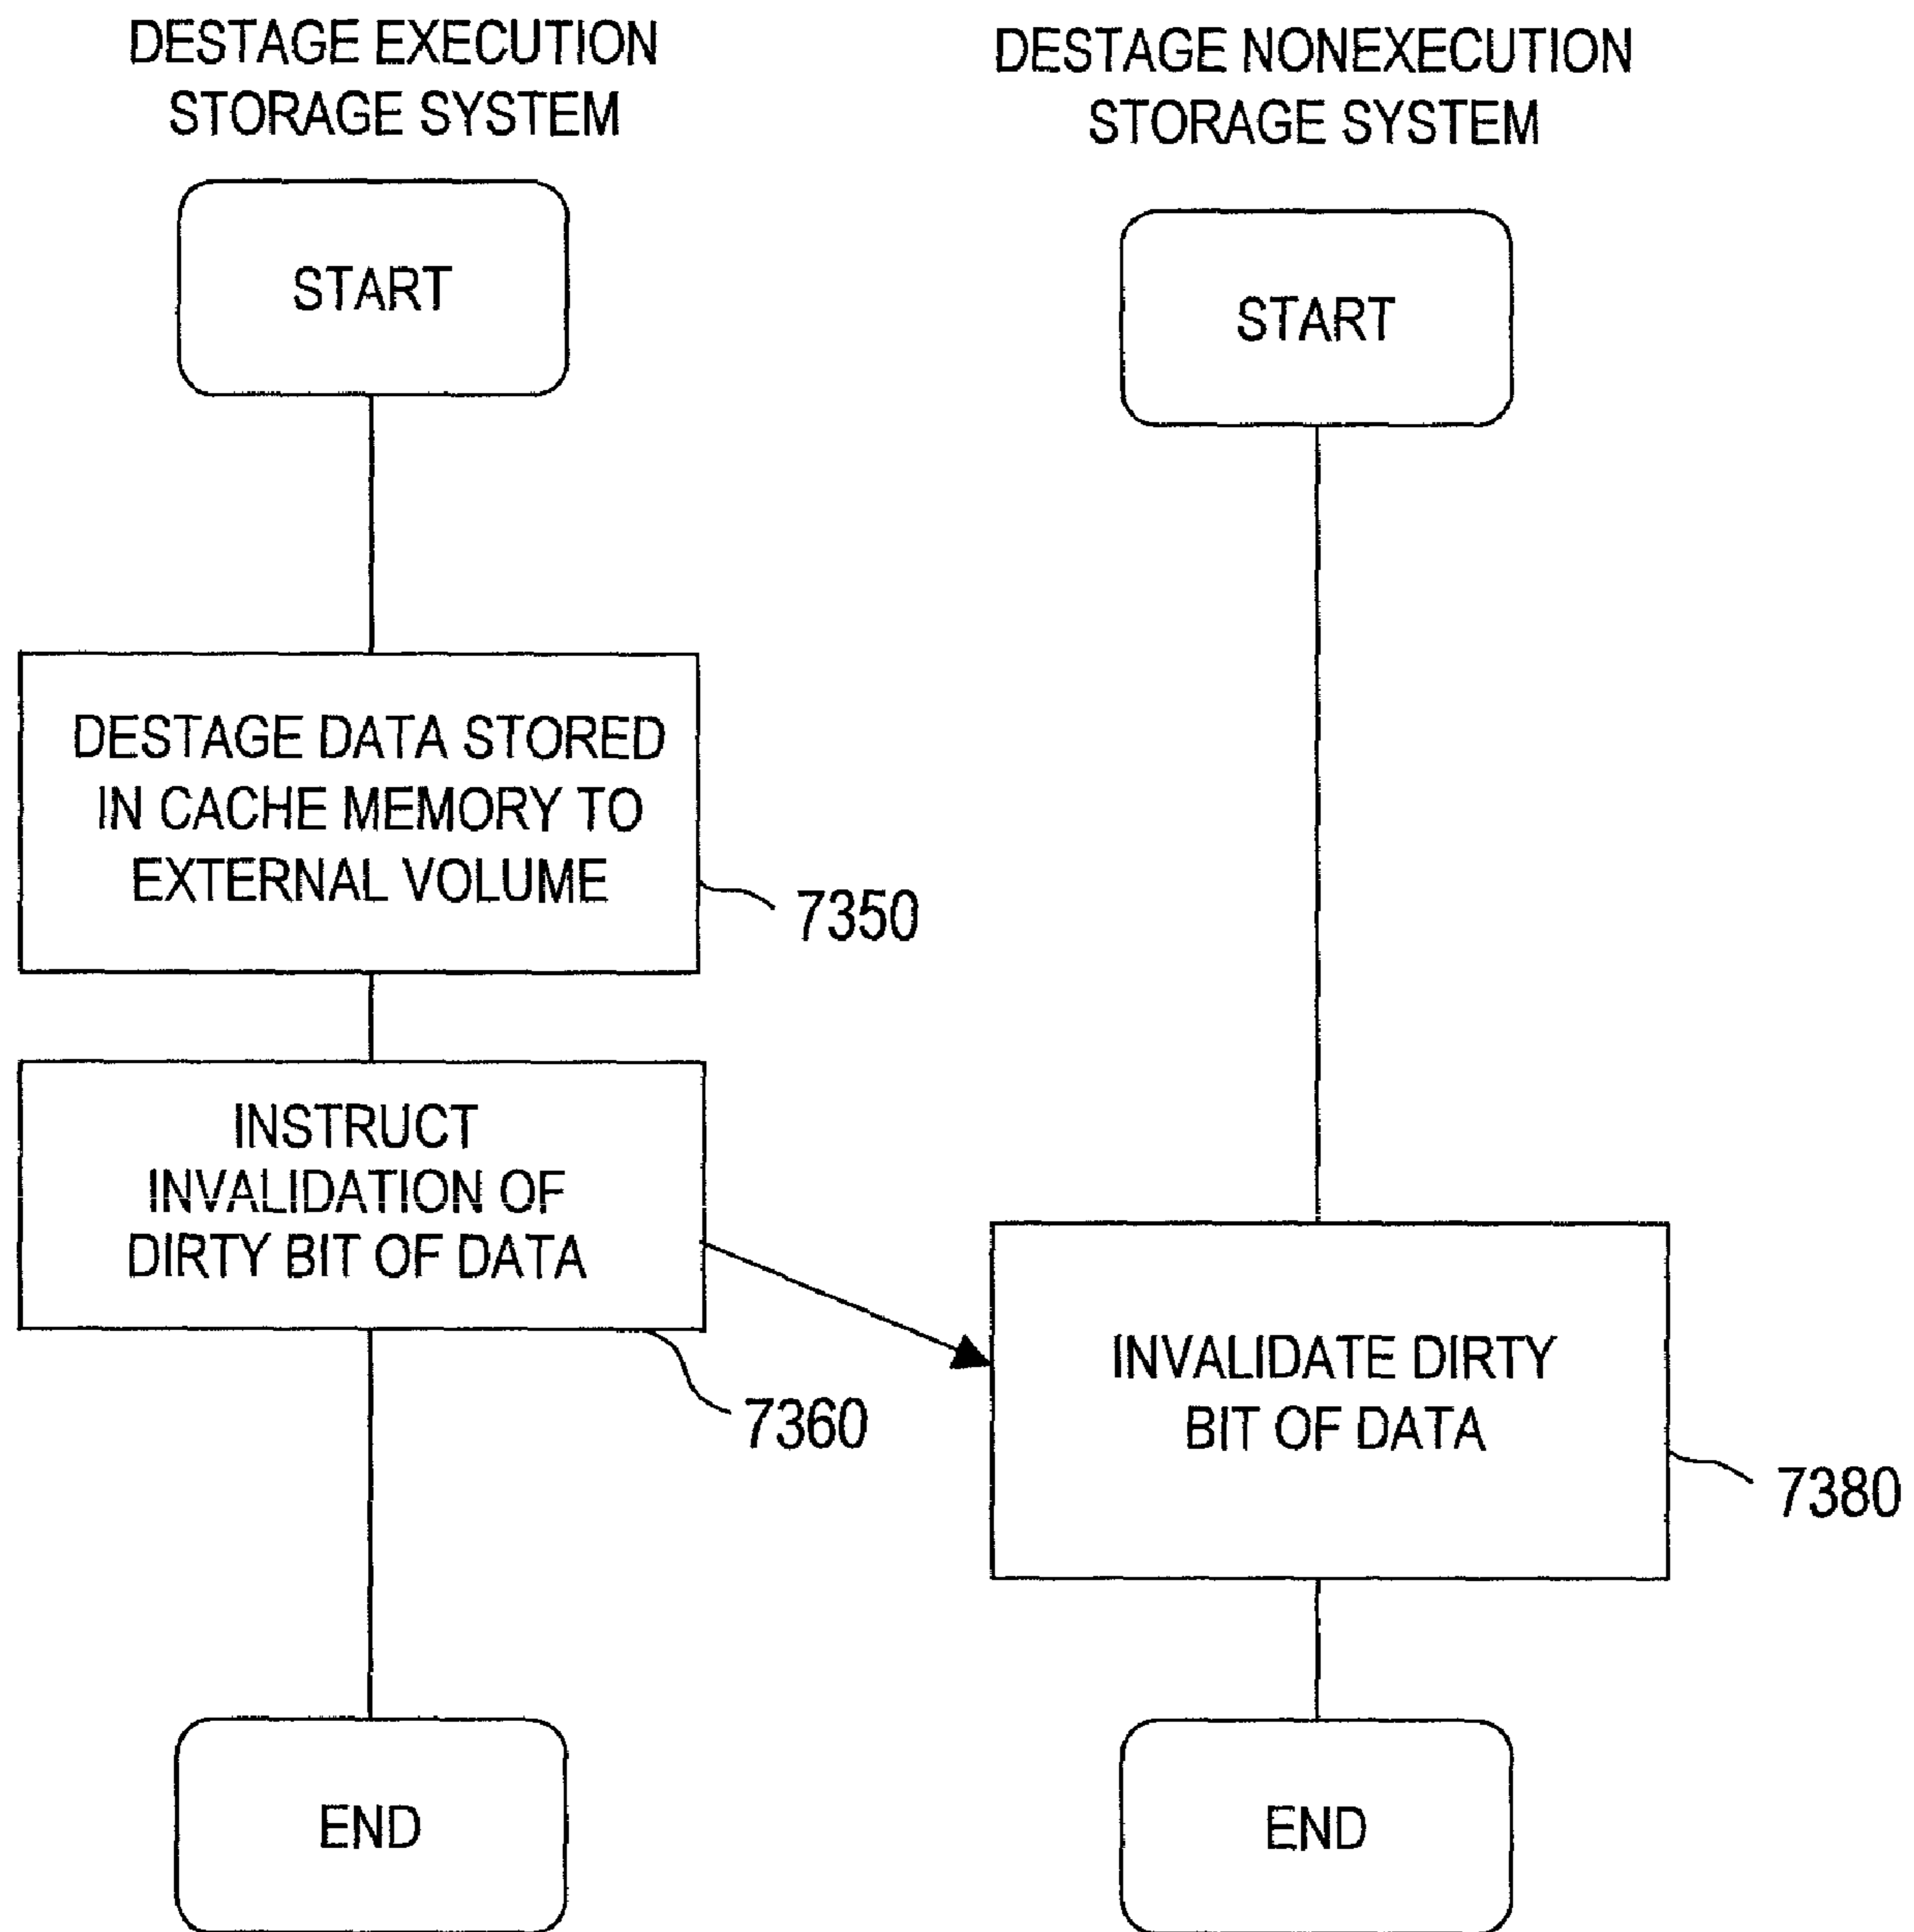 DESTAGE EXECUTION
STORAGE SYSTEM
START
DESTAGE DATA STORED
IN CACHE MEMORY TO
EXTERNAL VOLUME
7350
INSTRUCT
INVALIDATION OF
DIRTY BIT OF DATA
7360
END
DESTAGE NONEXECUTION
STORAGE SYSTEM
START
INVALIDATE DIRTY
BIT OF DATA
7380
END